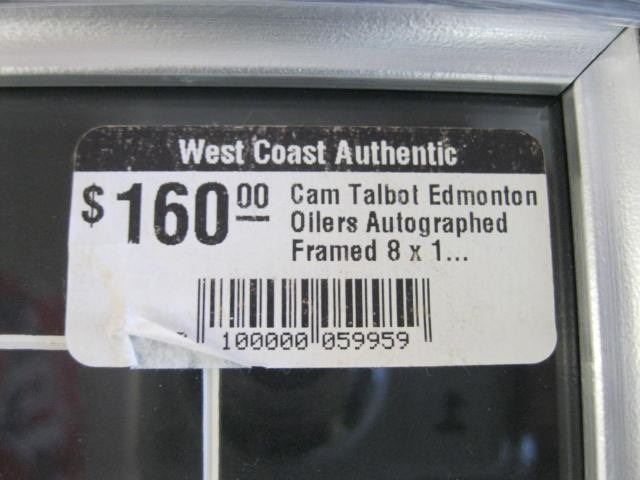 West Coast Authentic
$160.00
Cam Talbot Edmonton
Oilers Autographed
Framed 8 x 1...
100000 059959